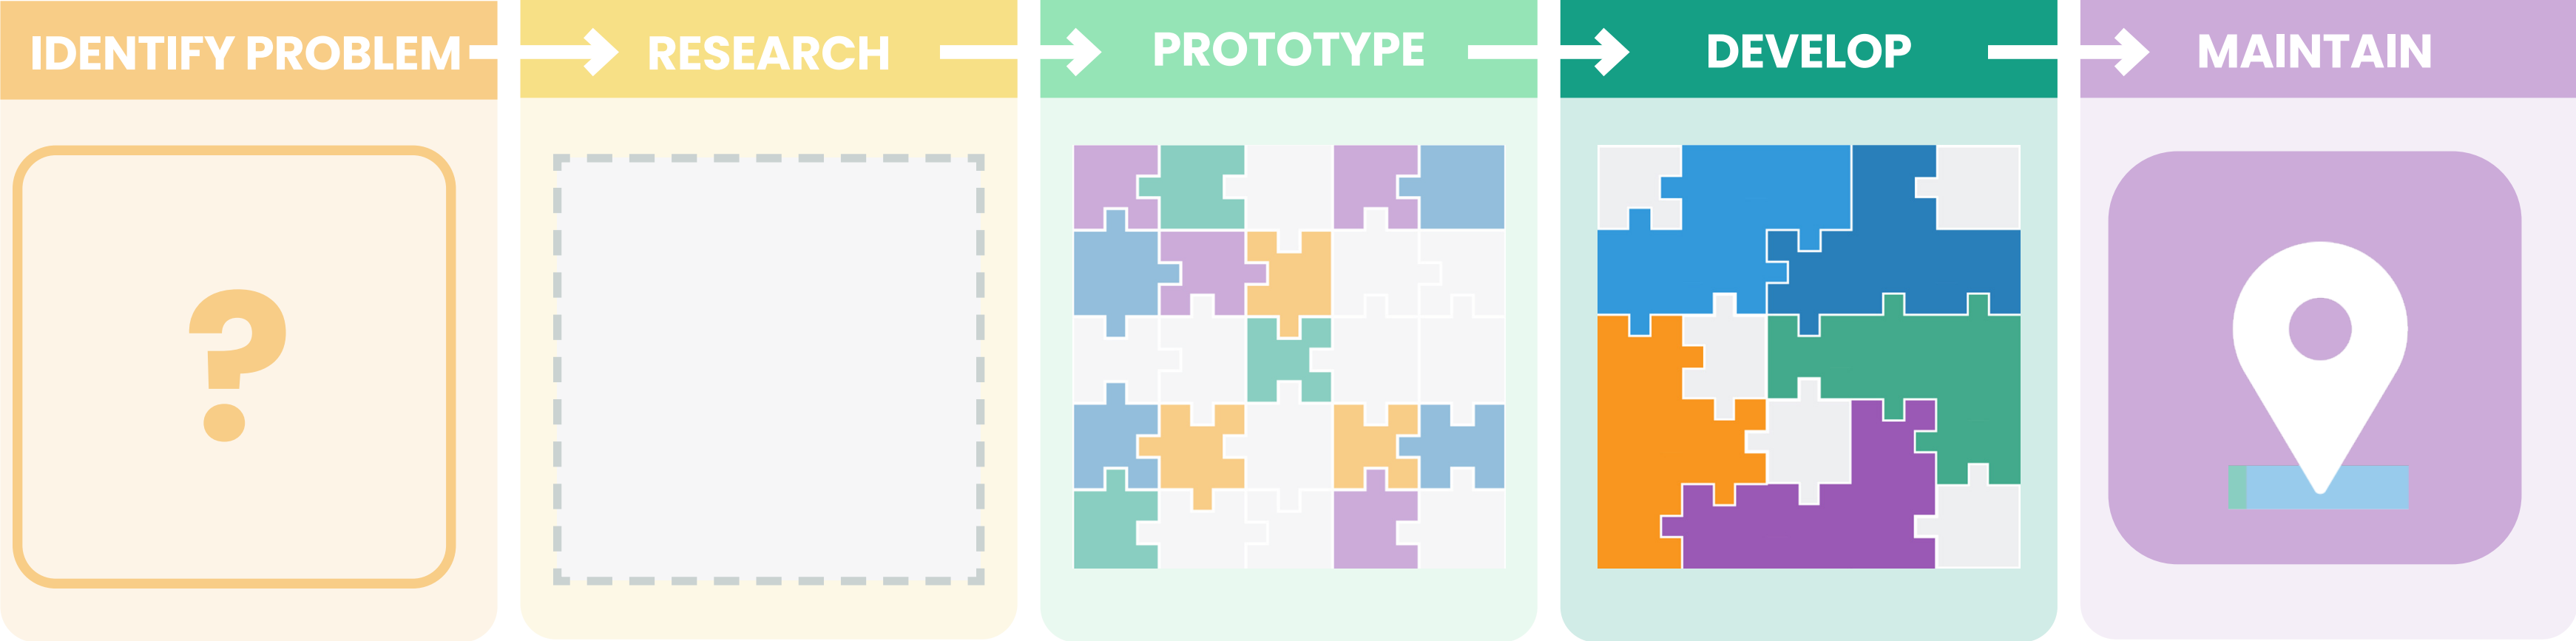 IDENTIFY PROBLEM
RESEARCH
PROTOTYPE
DEVELOP
MAINTAIN
?